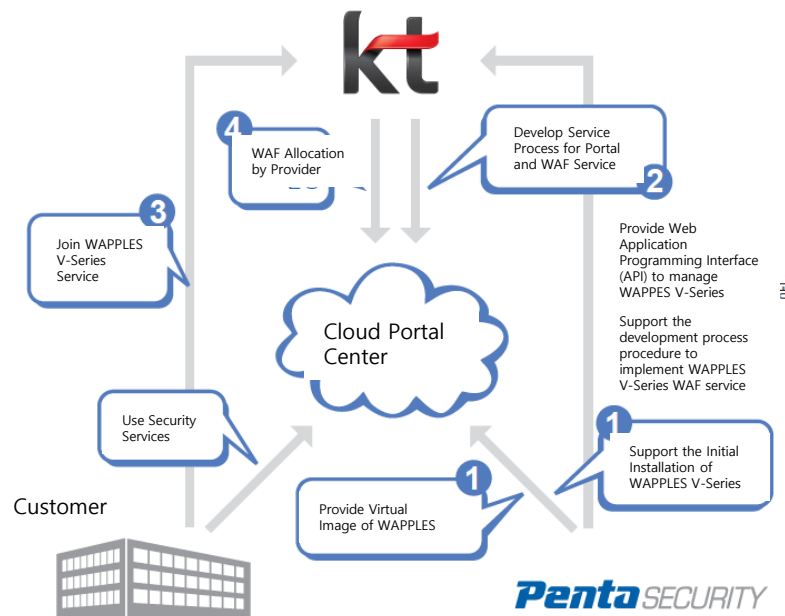 kt
4
WAF Allocation
by Provider
Develop Service
Process for Portal
and WAF Service
2
3
Join WAPPLES
V-Series
Service
Provide Web
Application
Programming Interface
(API) to manage
WAPPES V-Series
Support the
development process
procedure to
implement WAPPLES
V-Series WAF service
Cloud Portal
Center
Use Security
Services
1
Support the Initial
Installation of
WAPPLES V-Series
1
Provide Virtual
Image of WAPPLES
Customer
Penta SECURITY